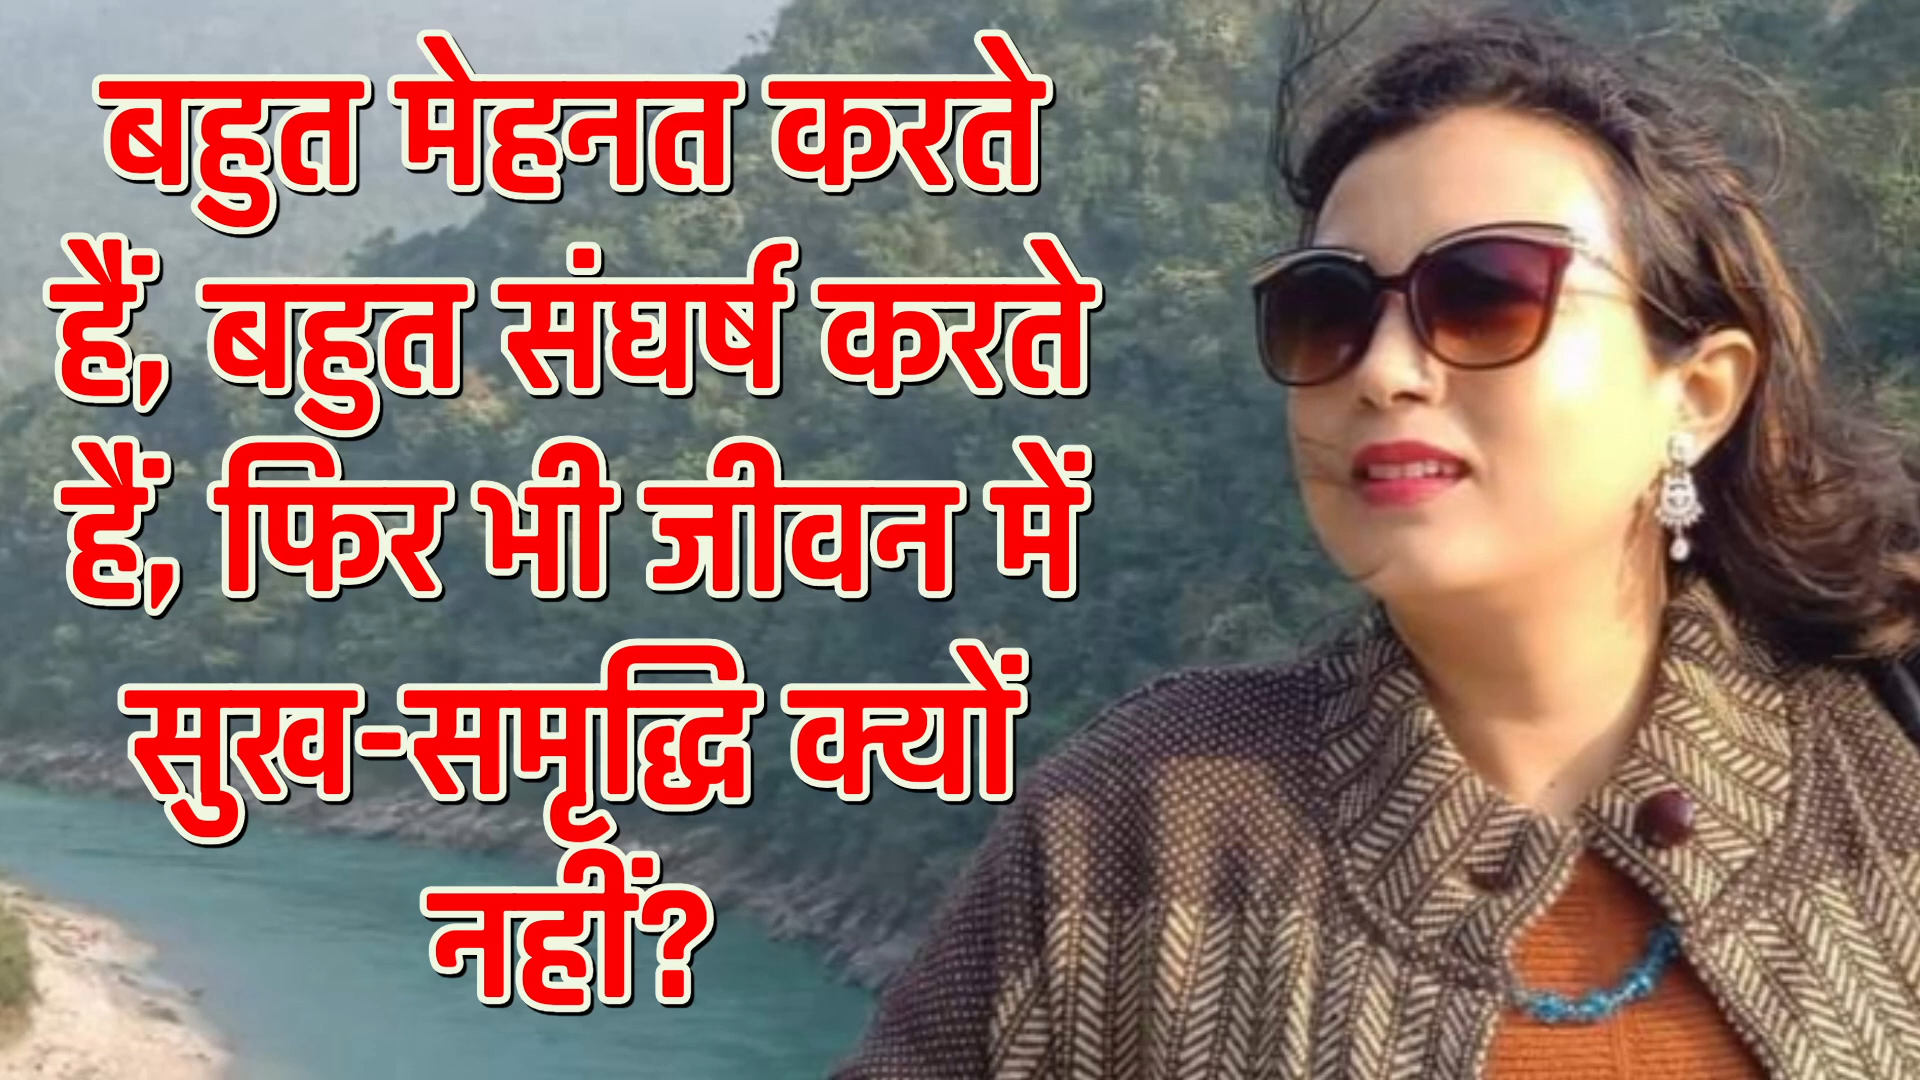 बहुत मेहनत करते
हैं, बहुत संघर्ष करते
हैं, फिर भी जीवन में
सुख-समृद्धि क्यों
नहीं?